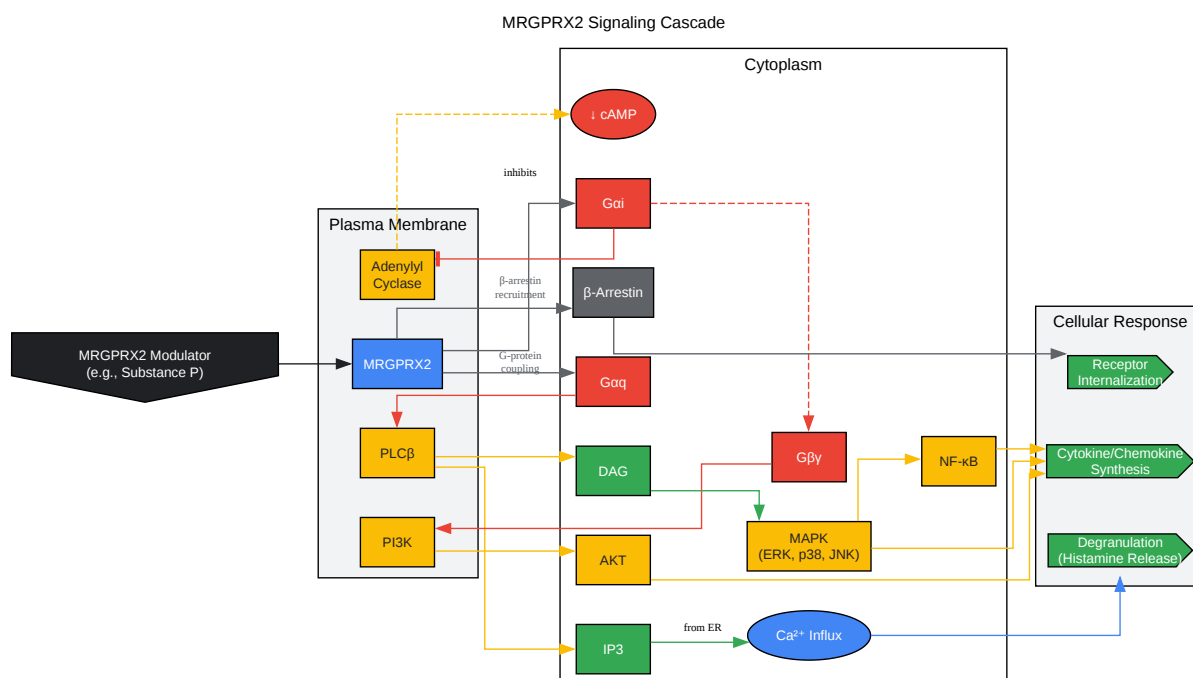 MRGPRX2 Signaling Cascade
Cytoplasm
↓ cAMP
inhibits
Gαi
Plasma Membrane
Adenylyl
Cyclase
β-arrestin
recruitment
β-Arrestin
MRGPRX2 Modulator
(e.g., Substance P)
MRGPRX2
G-protein
coupling
Gαq
Cellular Response
Receptor
Internalization
PLCβ
DAG
Gβγ
NF-κB
Cytokine/Chemokine
Synthesis
PI3K
AKT
MAPK
(ERK, p38, JNK)
Degranulation
(Histamine Release)
IP3
from ER
Ca²⁺ Influx